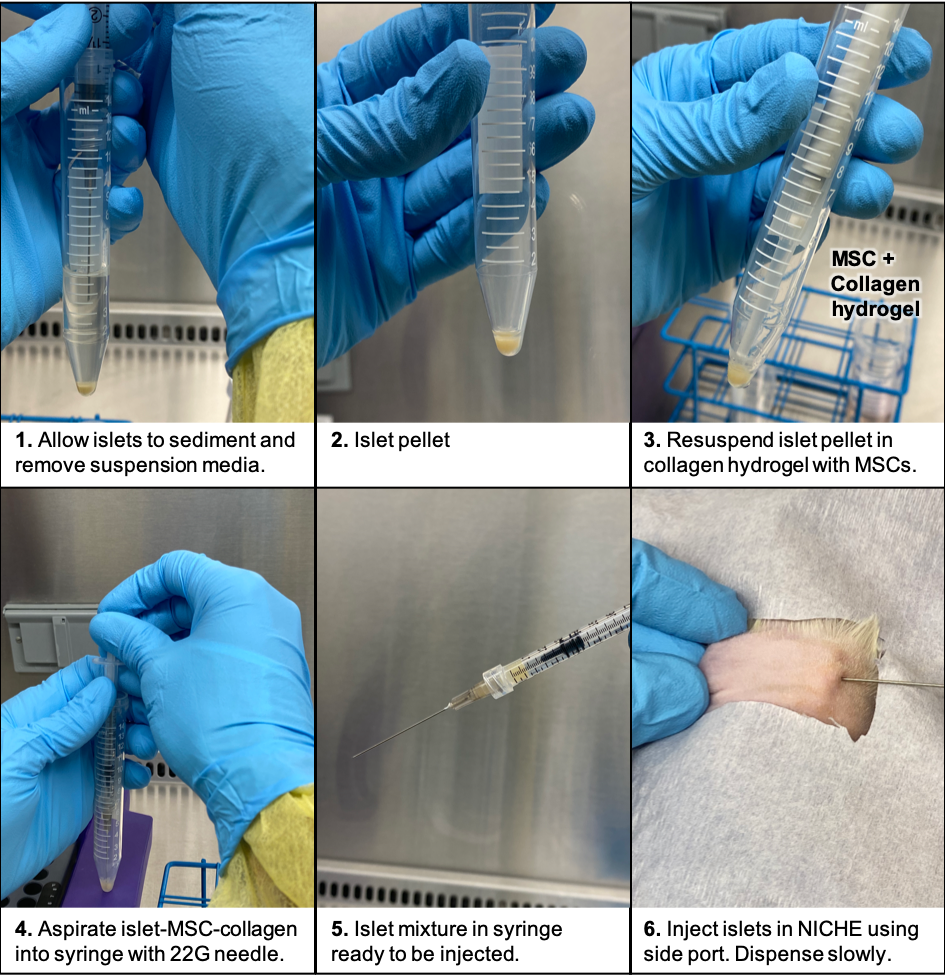 ml
ml
MSC +
Collagen
hydrogel
1. Allow islets to sediment and
remove suspension media.
2. Islet pellet
3. Resuspend islet pellet in
collagen hydrogel with MSCs.
4. Aspirate islet-MSC-collagen
into syringe with 22G needle.
5. Islet mixture in syringe
ready to be injected.
6. Inject islets in NICHE using
side port. Dispense slowly.